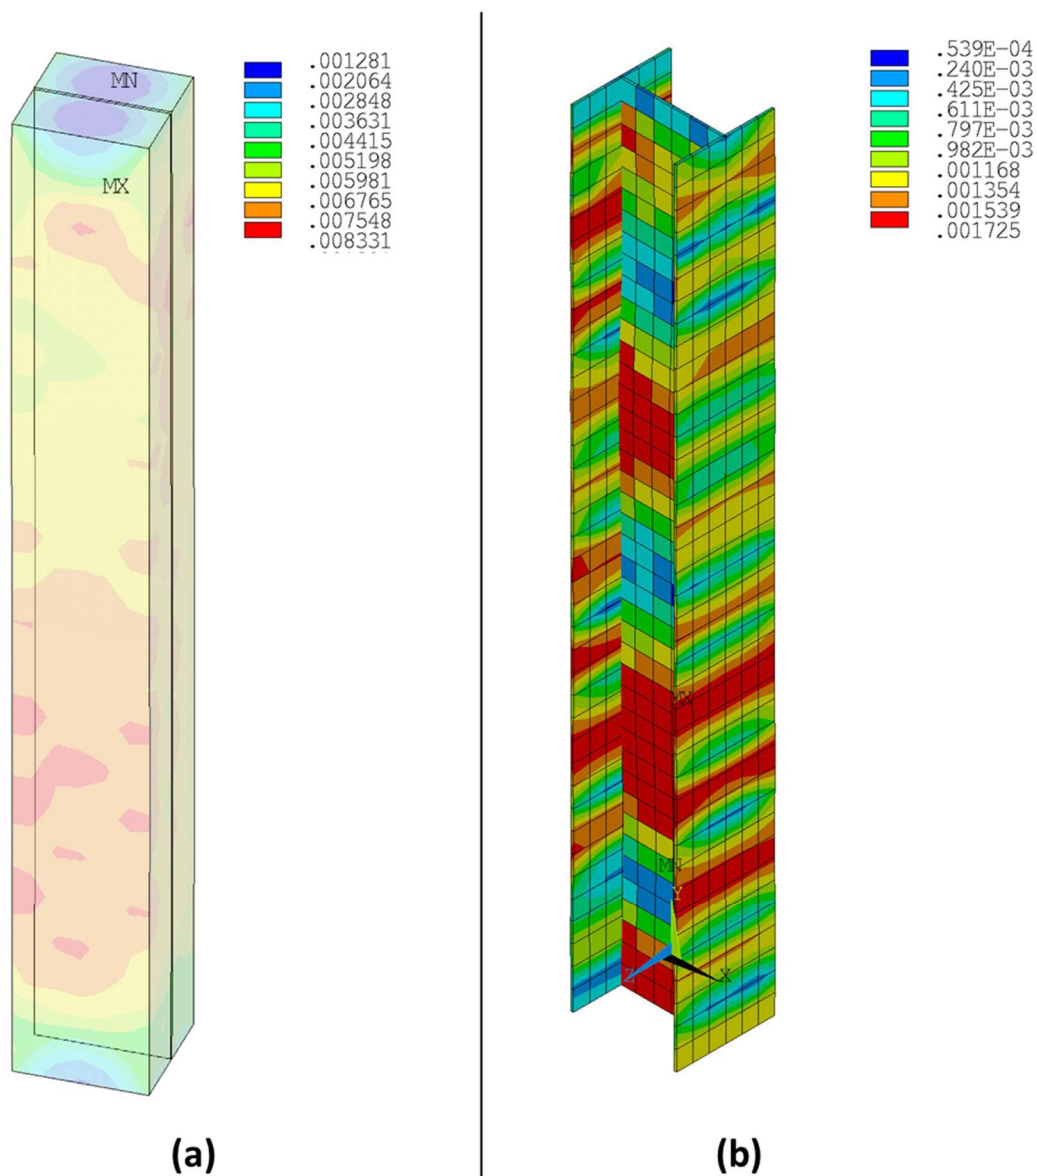 .001281
.002064
.002848
.003631
.004415
.005198
.005981
.006765
.007548
.008331
MN
MX
(a)
.539E-04
.240E-03
.425E-03
.611E-03
.797E-03
.982E-03
.001168
.001354
.001539
.001725
MX
MN
Y
Z
X
(b)